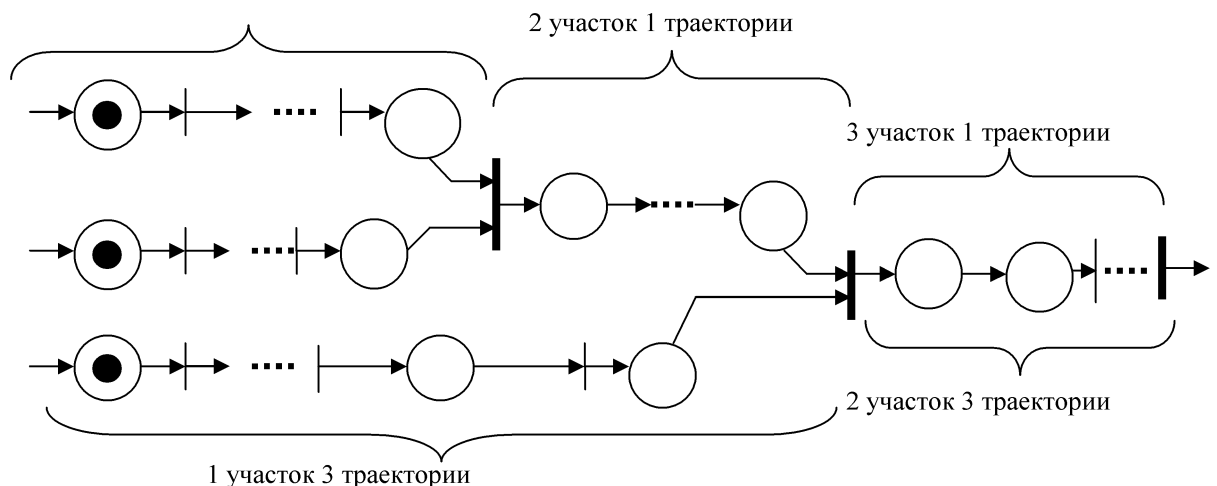 2 участок 1 траектории
3 участок 1 траектории
2 участок 3 траектории
1 участок 3 траектории